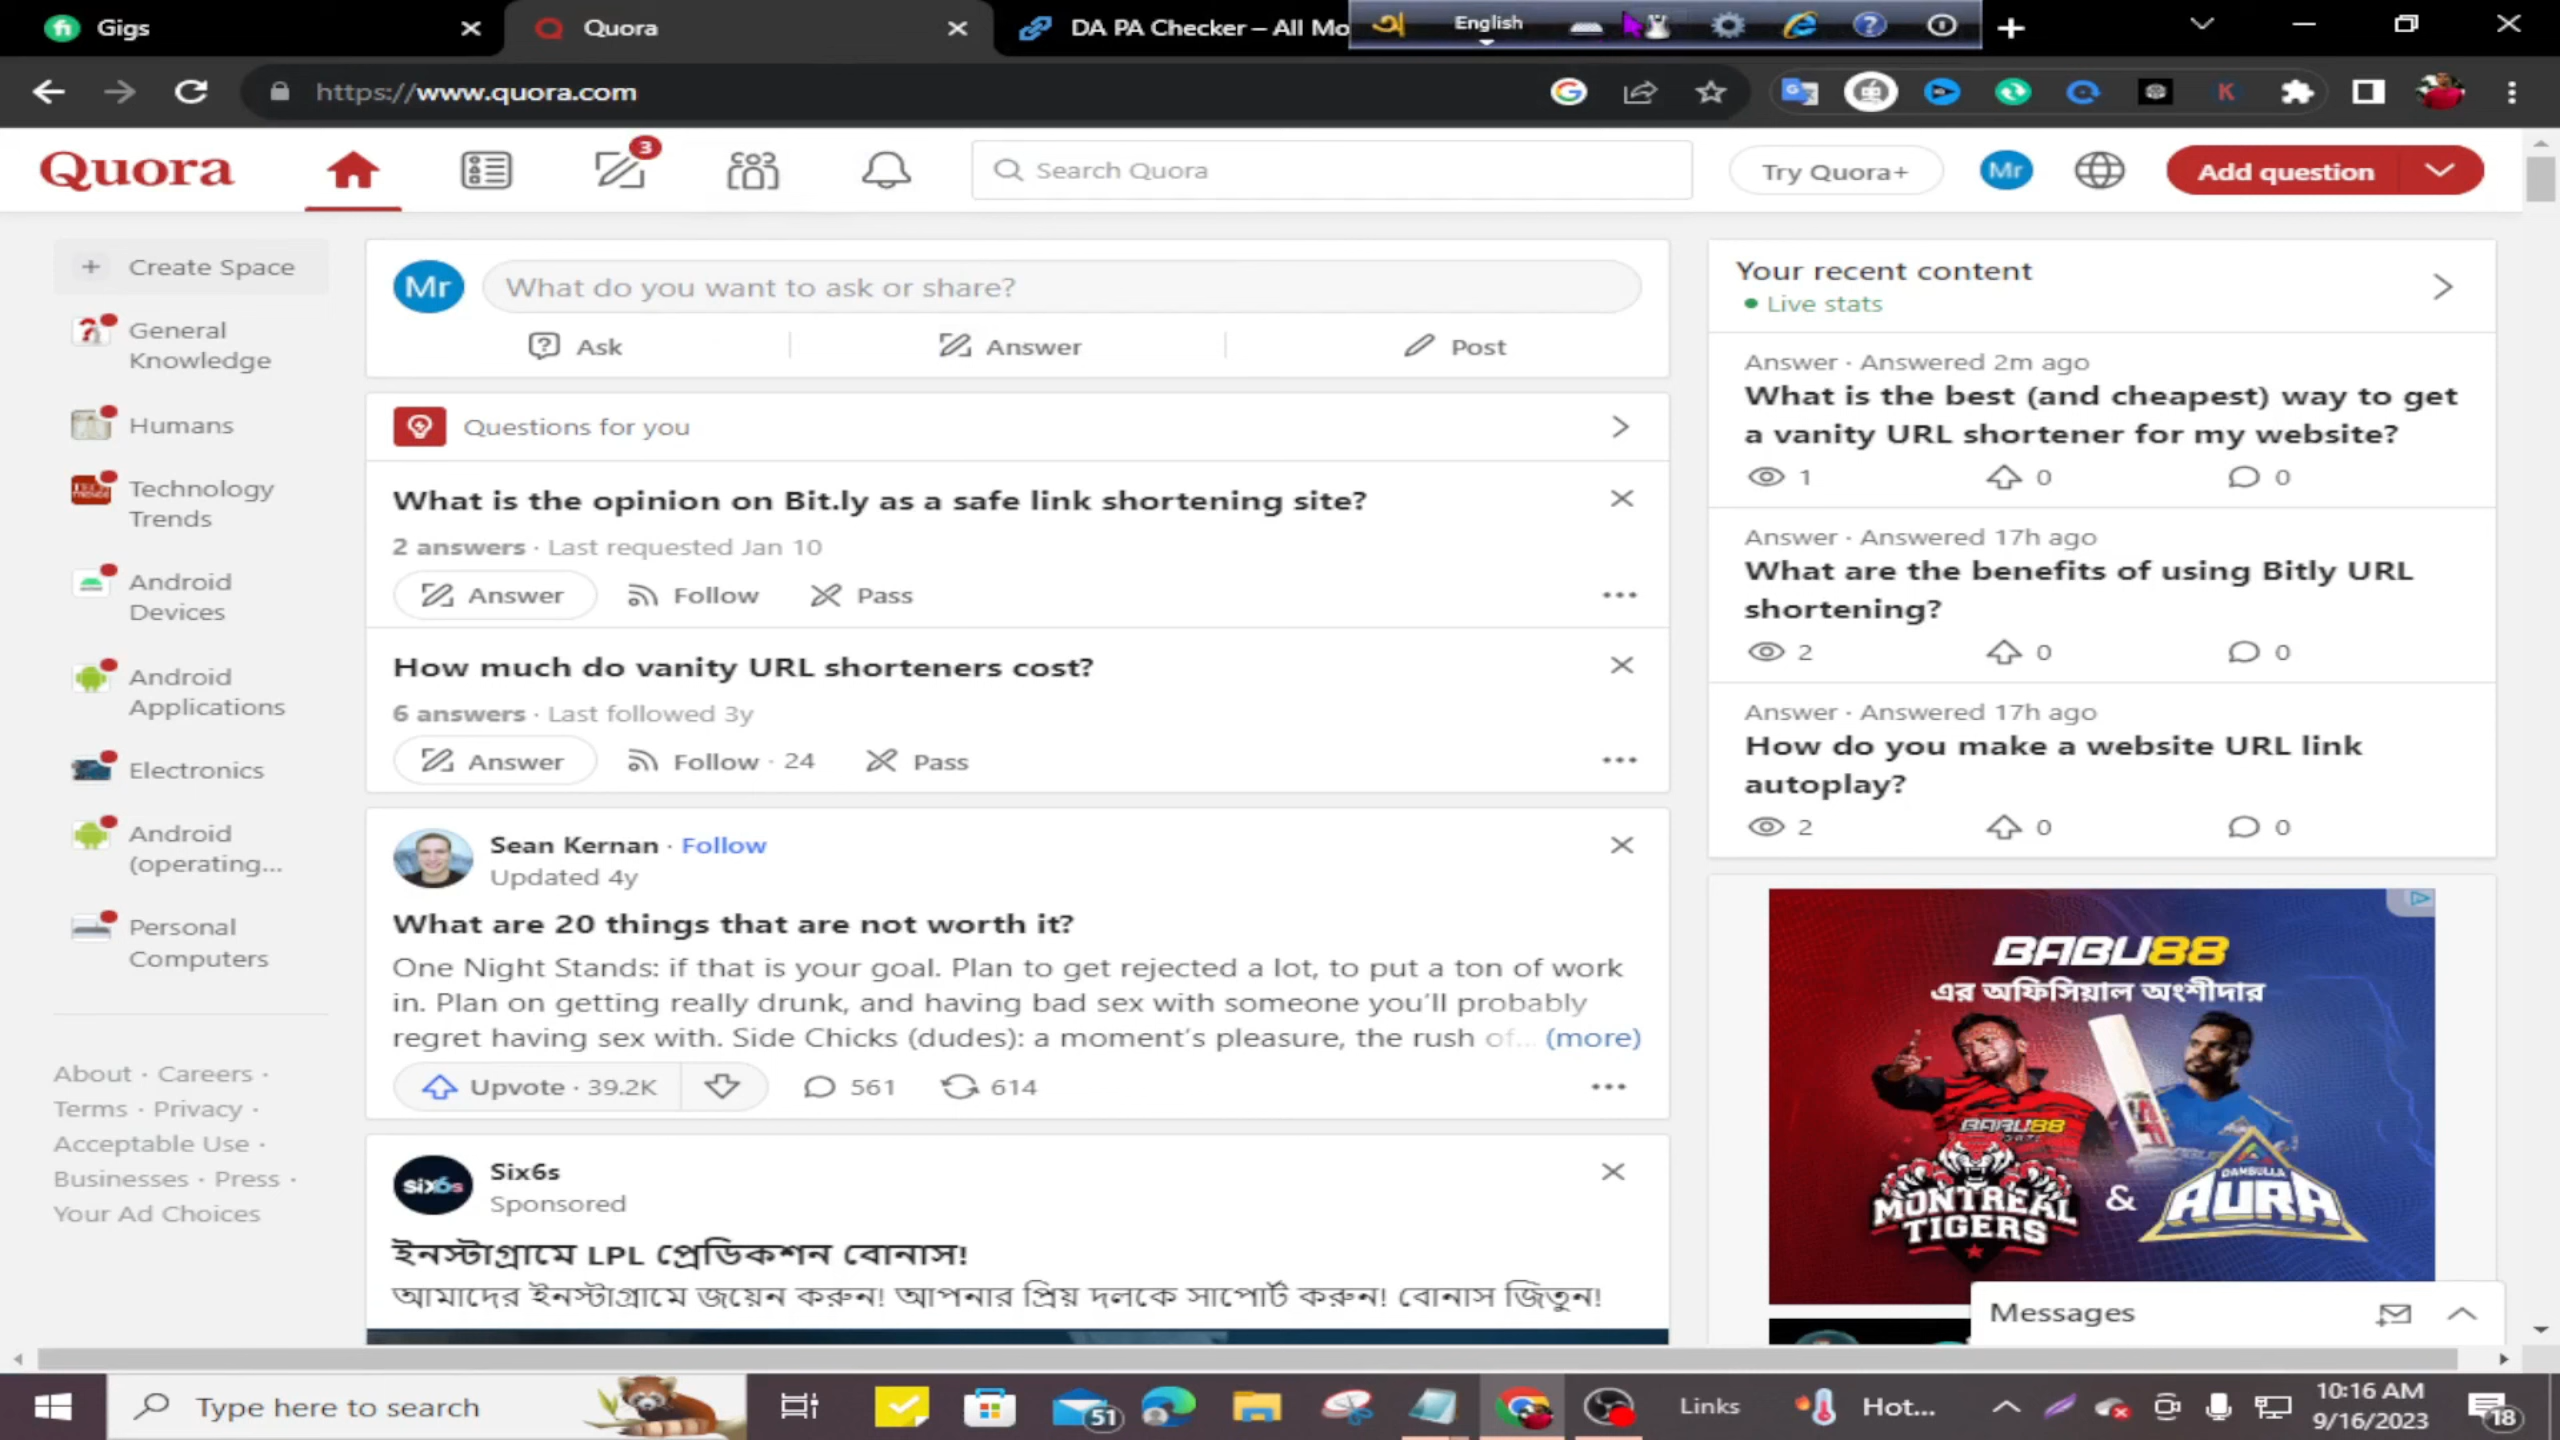 Gigs
Quora
DA PA Checker – All Mo
English
https://www.quora.com
Quora
3
Search Quora
Try Quora+
Mr
Add question
Create Space
General
Knowledge
Humans
Technology
Trends
Android
Devices
Android
Applications
Electronics
Android
(operating...
Personal
Computers
About · Careers ·
Terms · Privacy ·
Acceptable Use ·
Businesses · Press ·
Your Ad Choices
Mr
What do you want to ask or share?
Ask
Answer
Post
Questions for you
What is the opinion on Bit.ly as a safe link shortening site?
2 answers · Last requested Jan 10
Answer Follow Pass
How much do vanity URL shorteners cost?
6 answers · Last followed 3y
Answer Follow · 24 Pass
Sean Kernan · Follow
Updated 4y
What are 20 things that are not worth it?
One Night Stands: if that is your goal. Plan to get rejected a lot, to put a ton of work
in. Plan on getting really drunk, and having bad sex with someone you’ll probably
regret having sex with. Side Chicks (dudes): a moment’s pleasure, the rush of... (more)
Upvote · 39.2K 561 614
six6s
Six6s
Sponsored
ইনস্টাগ্রামে LPL প্রেডিকশন বোনাস!
আমাদের ইনস্টাগ্রামে জয়েন করুন! আপনার প্রিয় দলকে সাপোর্ট করুন! বোনাস জিতুন!
Your recent content
Live stats
Answer · Answered 2m ago
What is the best (and cheapest) way to get
a vanity URL shortener for my website?
1 0 0
Answer · Answered 17h ago
What are the benefits of using Bitly URL
shortening?
2 0 0
Answer · Answered 17h ago
How do you make a website URL link
autoplay?
2 0 0
BABU88
এর অফিসিয়াল অংশীদার
BABU88
MONTREAL
TIGERS
&
DAMBULLA
AURA
Messages
Type here to search
51
Links
Hot...
10:16 AM
9/16/2023
18